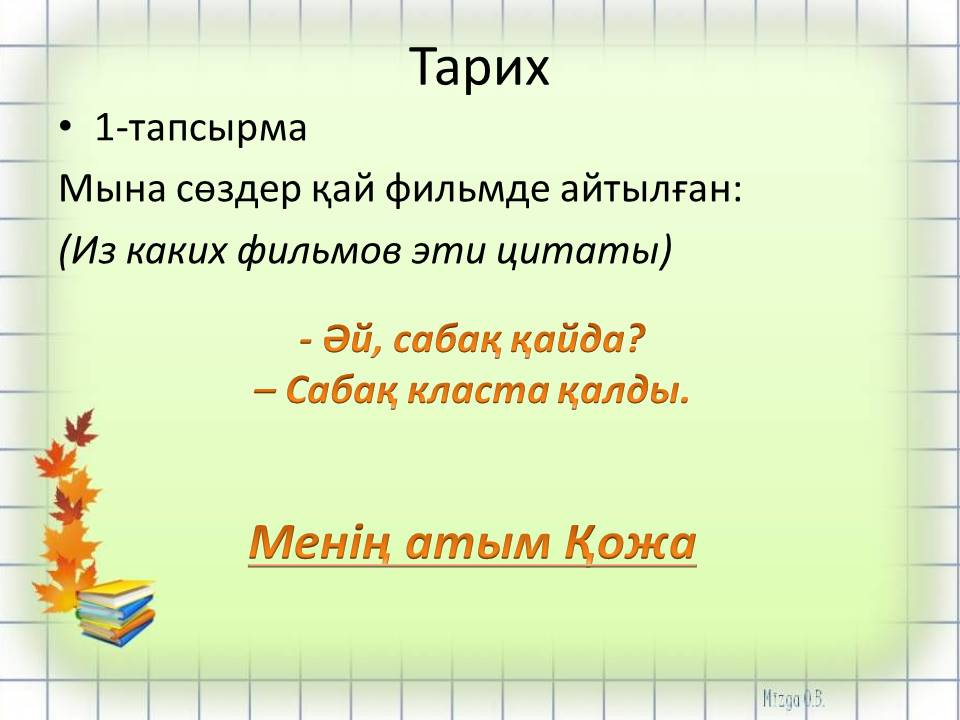 Тарих
• 1-тапсырма
Мына сөздер қай фильмде айтылған:
(Из каких фильмов эти цитаты)
- Әй, сабақ қайда?
– Сабақ класта қалды.
Менің атым Қожа
Mizga O.B.